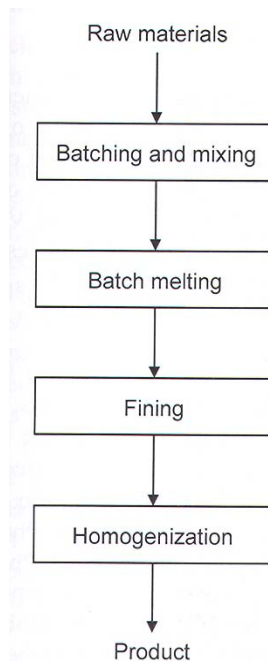 Raw materials
Batching and mixing
Batch melting
Fining
Homogenization
Product